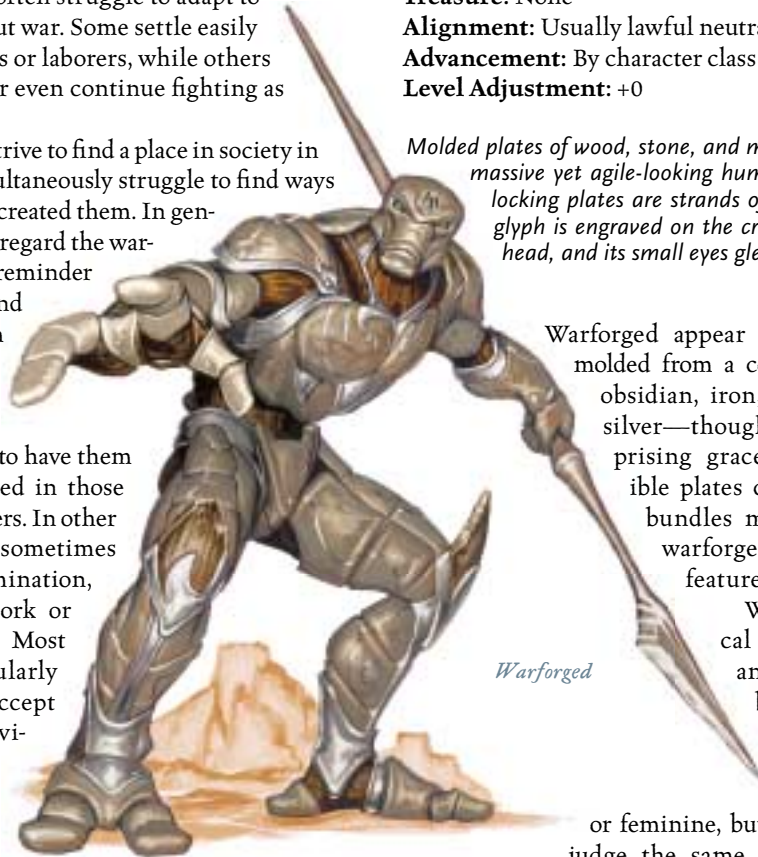 often struggle to adapt to
out war. Some settle easily
s or laborers, while others
r even continue fighting as
trive to find a place in society in
ultaneously struggle to find ways
created them. In gen-
regard the war-
reminder
nd
to have them
ed in those
ers. In other
sometimes
mination,
ork or
Most
ularly
ccept
vi-
Treasure: None
Alignment: Usually lawful neutra
Advancement: By character class
Level Adjustment: +0
Molded plates of wood, stone, and m
massive yet agile-looking hum
locking plates are strands o
glyph is engraved on the cr
head, and its small eyes gle
Warforged appear
molded from a co
obsidian, iron,
silver—though
prising grace
ible plates c
bundles m
warforge
feature
W
cal
an
or feminine, but
judge the same
Warforged